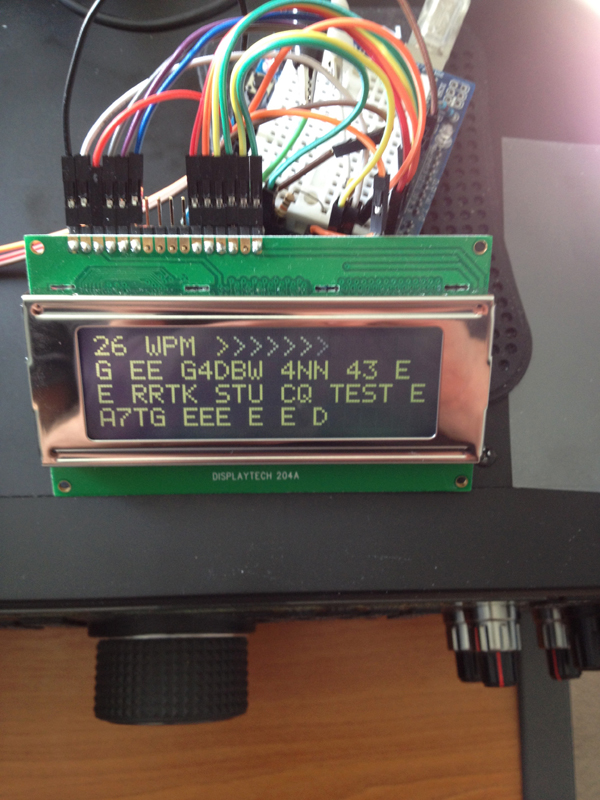 26 WPM >>>>>>>
G EE G4DBW 4NN 43 E
E RRTK STU CQ TEST E
A7TG EEE E E D
DISPLAYTECH 204A